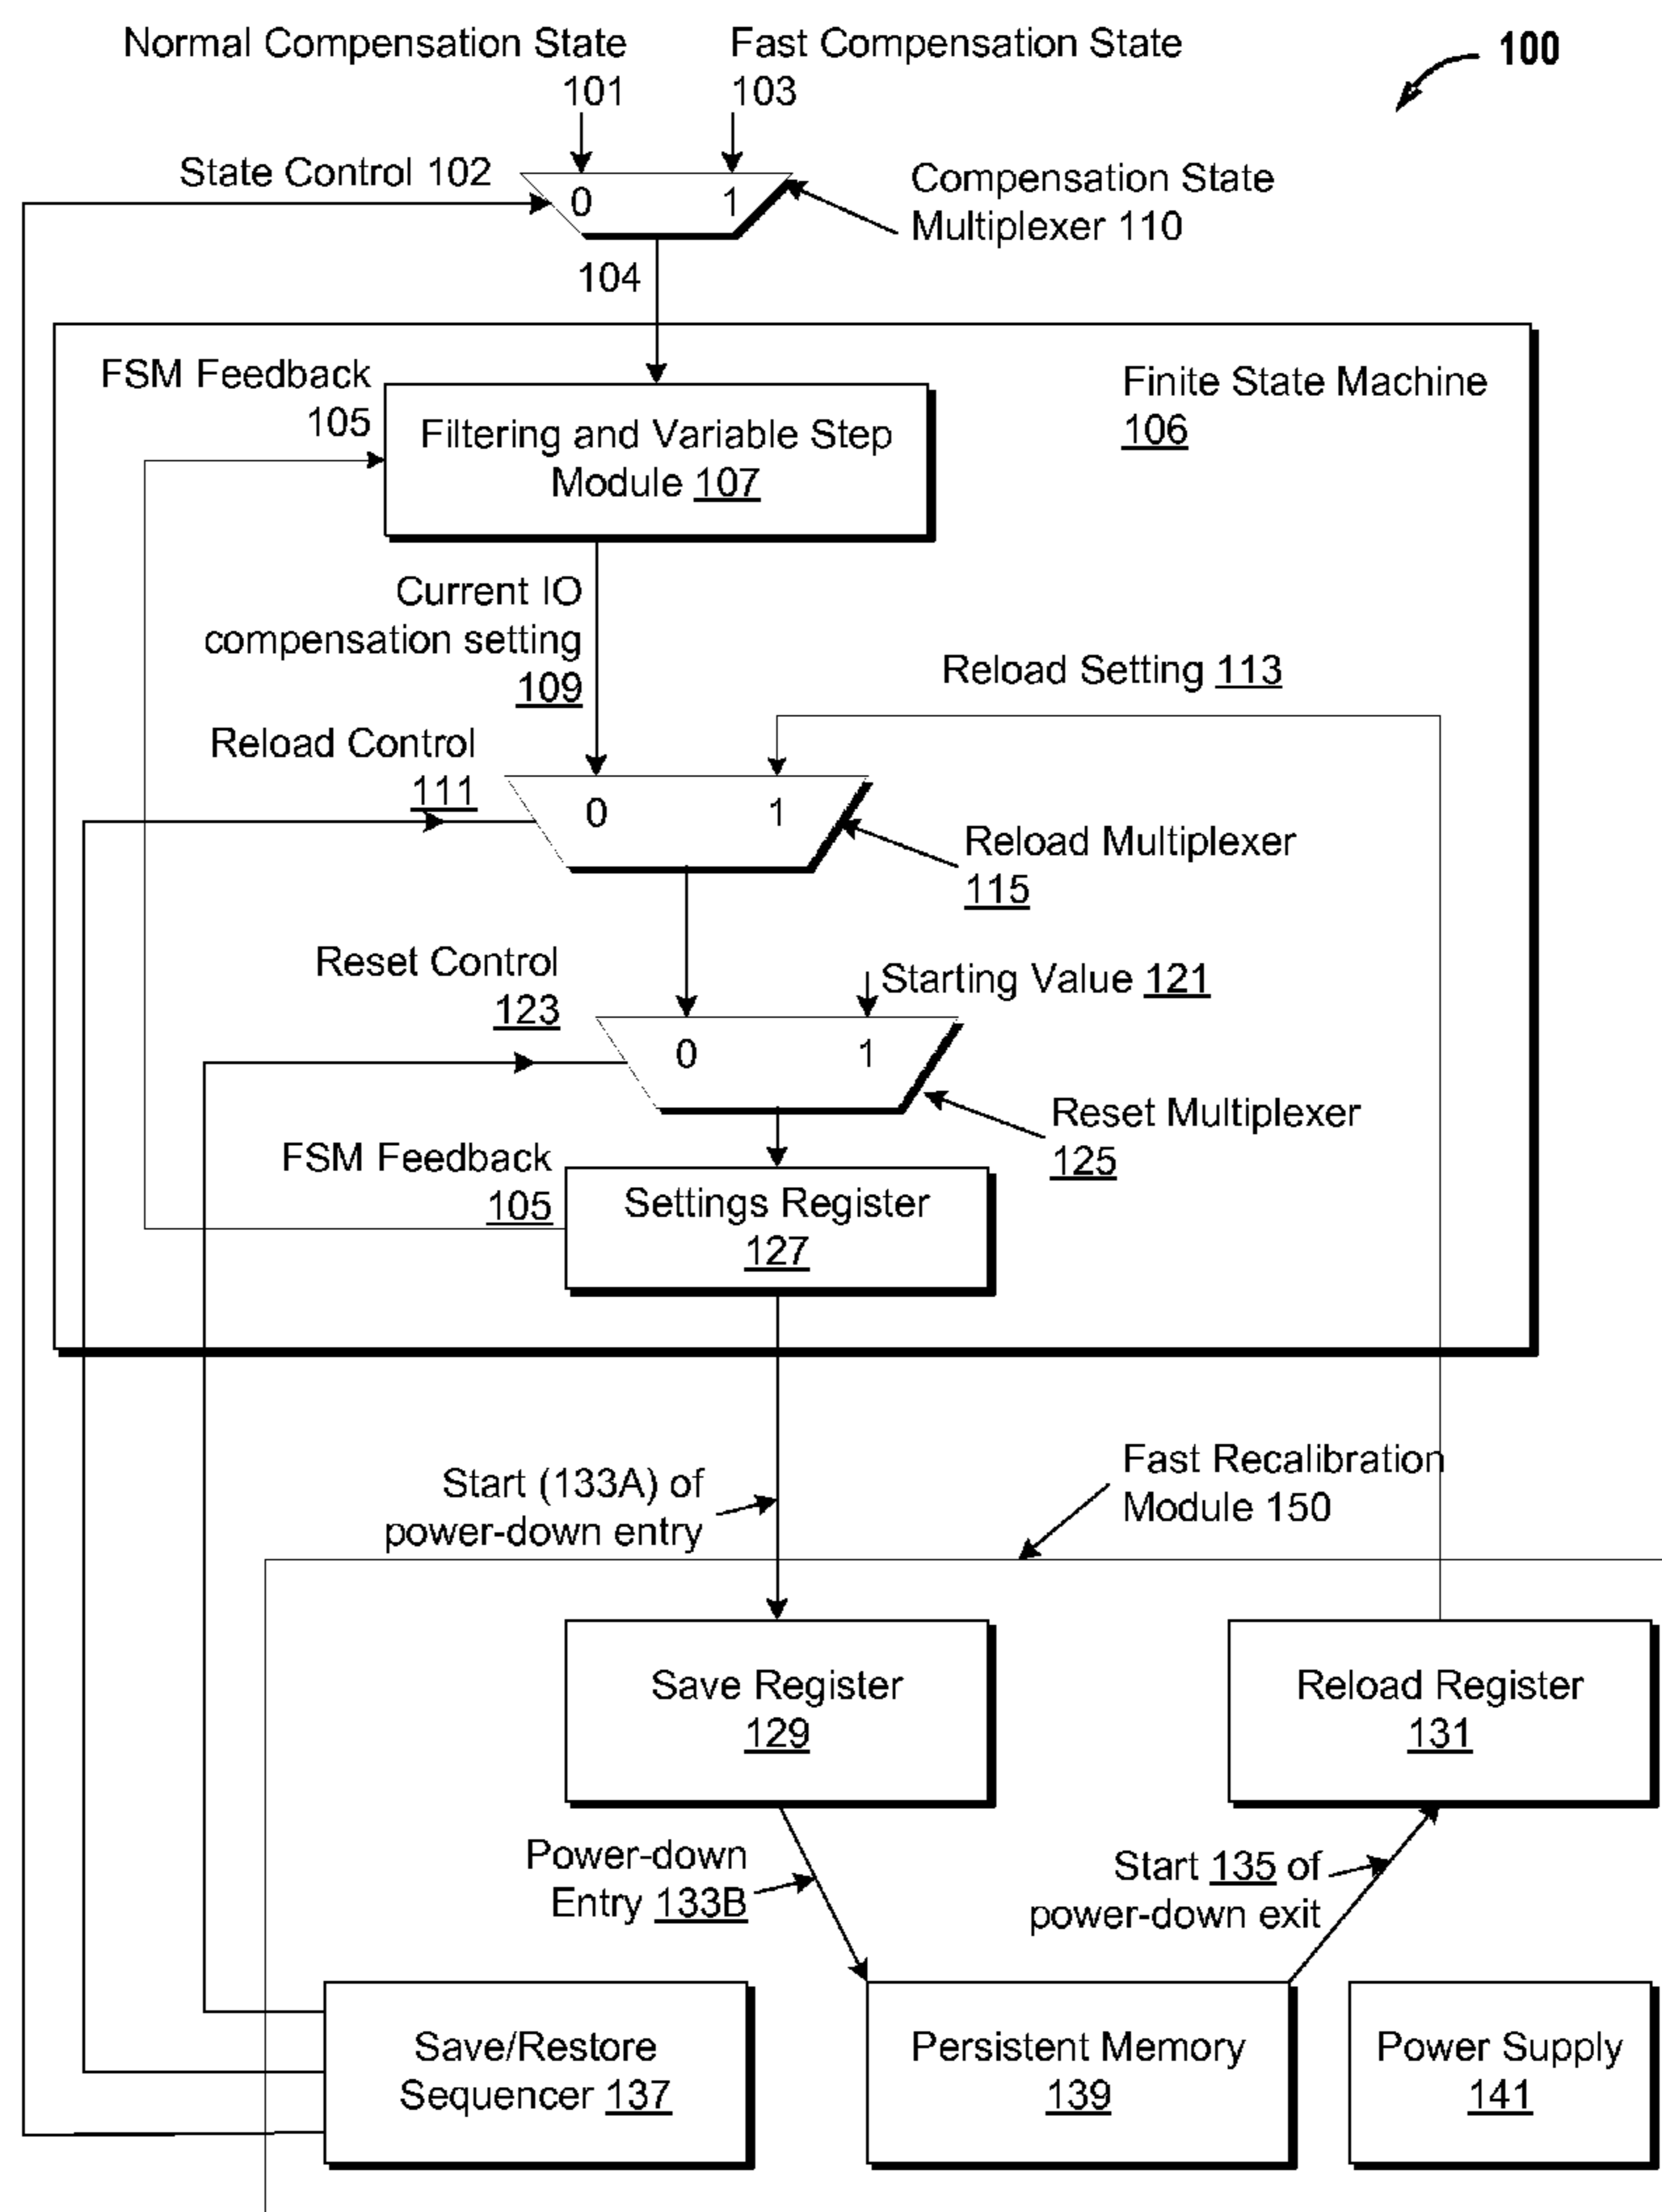 Normal Compensation State
101
Fast Compensation State
103
100
State Control 102
0
1
Compensation State
Multiplexer 110
104
FSM Feedback
105
Filtering and Variable Step
Module 107
Finite State Machine
106
Current IO
compensation setting
109
Reload Setting 113
Reload Control
111
0
1
Reload Multiplexer
115
Reset Control
123
Starting Value 121
0
1
Reset Multiplexer
125
FSM Feedback
105
Settings Register
127
Start (133A) of
power-down entry
Fast Recalibration
Module 150
Save Register
129
Reload Register
131
Power-down
Entry 133B
Start 135 of
power-down exit
Save/Restore
Sequencer 137
Persistent Memory
139
Power Supply
141